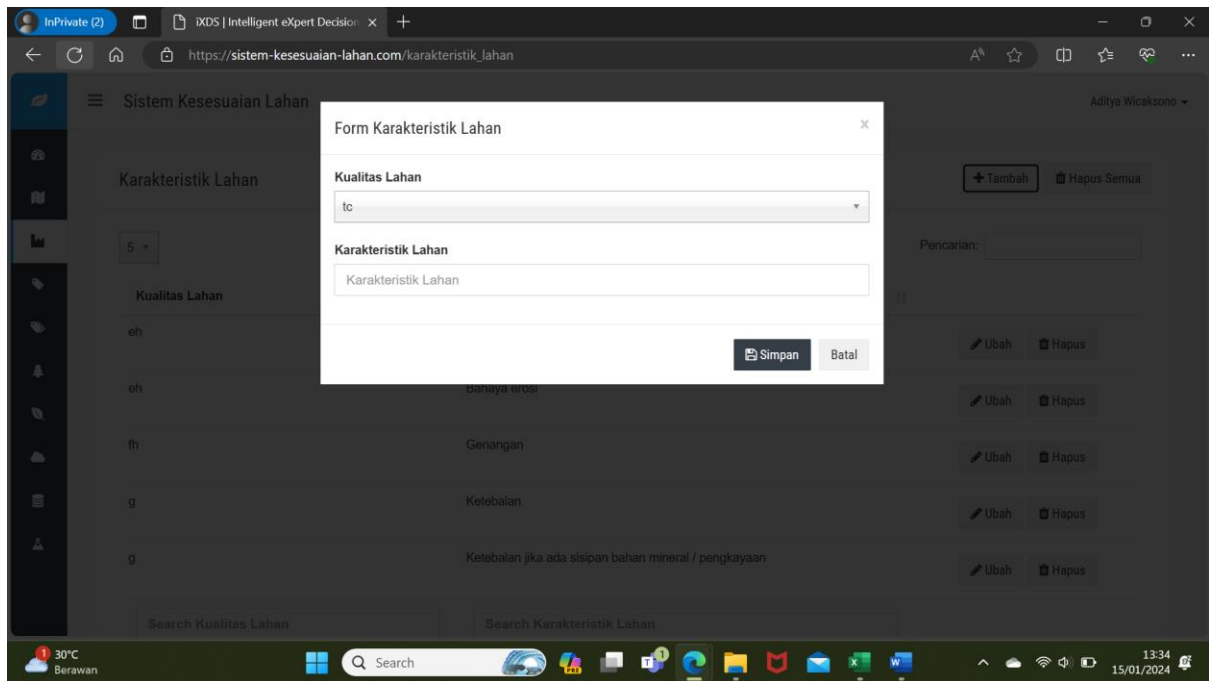 InPrivate (2)
iXDS | Intelligent eXpert Decision
https://sistem-kesesuaian-lahan.com/karakteristik_lahan
Sistem Kesesuaian Lahan
Aditya Wicaksono
Form Karakteristik Lahan
Karakteristik Lahan
Tambah
Hapus Semua
Kualitas Lahan
tc
5
Pencarian:
Karakteristik Lahan
Karakteristik Lahan
Kualitas Lahan
eh
Ubah
Hapus
Simpan
Batal
eh
Bahaya erosi
Ubah
Hapus
fh
Genangan
Ubah
Hapus
g
Ketebalan
Ubah
Hapus
g
Ketebalan jika ada sisipan bahan mineral / pengkayaan
Ubah
Hapus
Search Kualitas Lahan
Search Karakteristik Lahan
1
30°C
Berawan
Search
PRE
1
13:34
15/01/2024